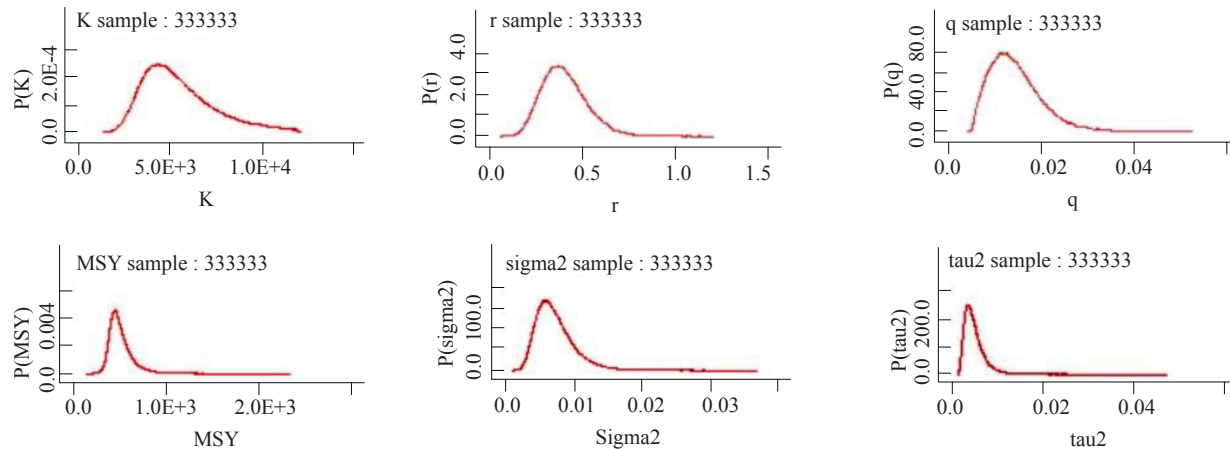 K sample : 333333
P(K)
0.0 2.0E-4
0.0 5.0E+3 1.0E+4
K
r sample : 333333
P(r)
0.0 2.0 4.0
0.0 0.5 1.0 1.5
r
q sample : 333333
P(q)
0.0 40.0 80.0
0.0 0.02 0.04
q
MSY sample : 333333
P(MSY)
0.0 0.004
0.0 1.0E+3 2.0E+3
MSY
sigma2 sample : 333333
P(sigma2)
0.0 100.0
0.0 0.01 0.02 0.03
Sigma2
tau2 sample : 333333
P(tau2)
0.0 200.0
0.0 0.02 0.04
tau2